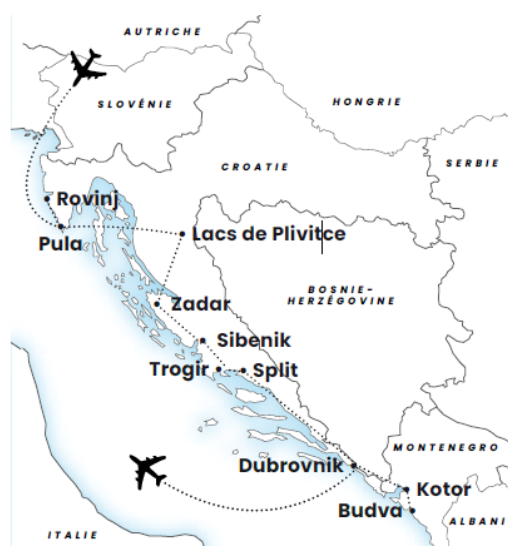 AUTRICHE
SLOVÉNIE
HONGRIE
CROATIE
SERBIE
Rovinj
Pula
Lacs de Plivitce
BOSNIE-
HERZÉGOVINE
Zadar
Sibenik
Trogir
Split
MONTENEGRO
Dubrovnik
Kotor
Budva
ALBANI
ITALIE